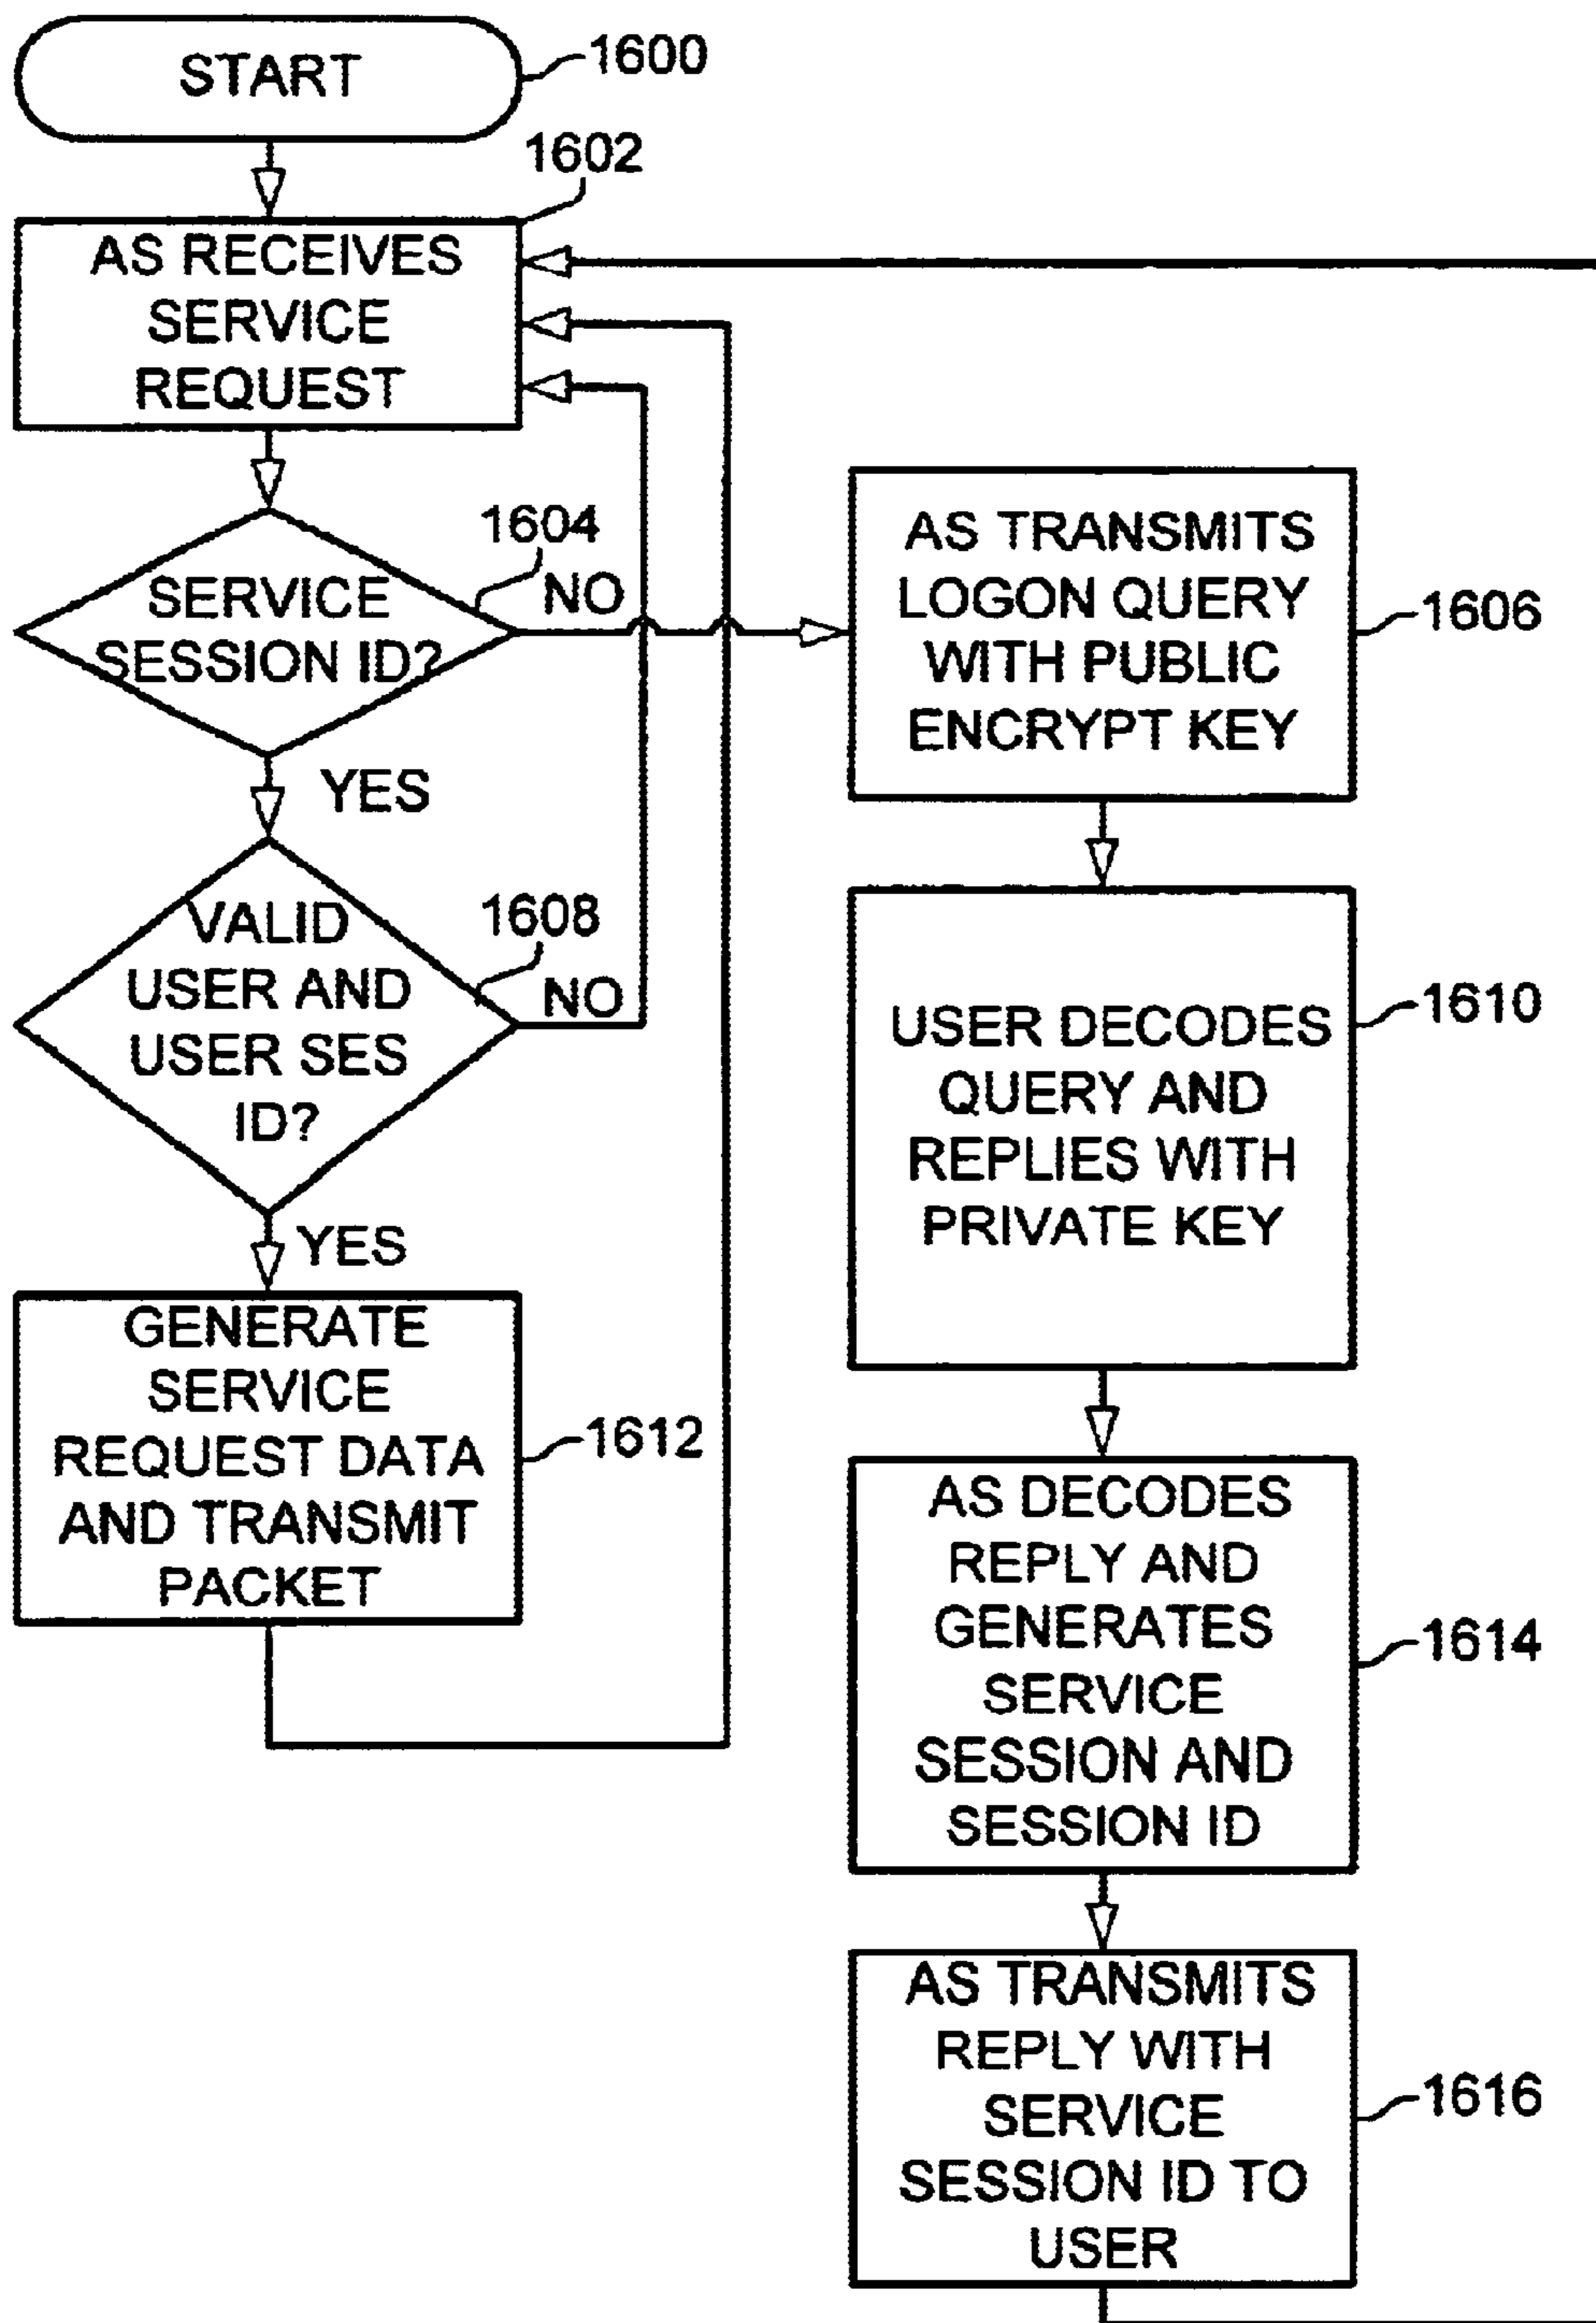 START
1600
1602
AS RECEIVES
SERVICE
REQUEST
1604
SERVICE
SESSION ID?
NO
YES
1608
VALID
USER AND
USER SES
ID?
NO
YES
GENERATE
SERVICE
REQUEST DATA
AND TRANSMIT
PACKET
1612
AS TRANSMITS
LOGON QUERY
WITH PUBLIC
ENCRYPT KEY
1606
USER DECODES
QUERY AND
REPLIES WITH
PRIVATE KEY
1610
AS DECODES
REPLY AND
GENERATES
SERVICE
SESSION AND
SESSION ID
1614
AS TRANSMITS
REPLY WITH
SERVICE
SESSION ID TO
USER
1616